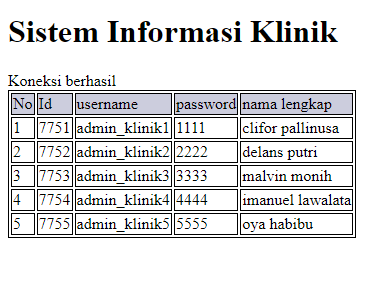 Sistem Informasi Klinik
Koneksi berhasil
No Id username password nama lengkap
1 7751 admin_klinik1 1111 clifor pallinusa
2 7752 admin_klinik2 2222 delans putri
3 7753 admin_klinik3 3333 malvin monih
4 7754 admin_klinik4 4444 imanuel lawalata
5 7755 admin_klinik5 5555 oya habibu